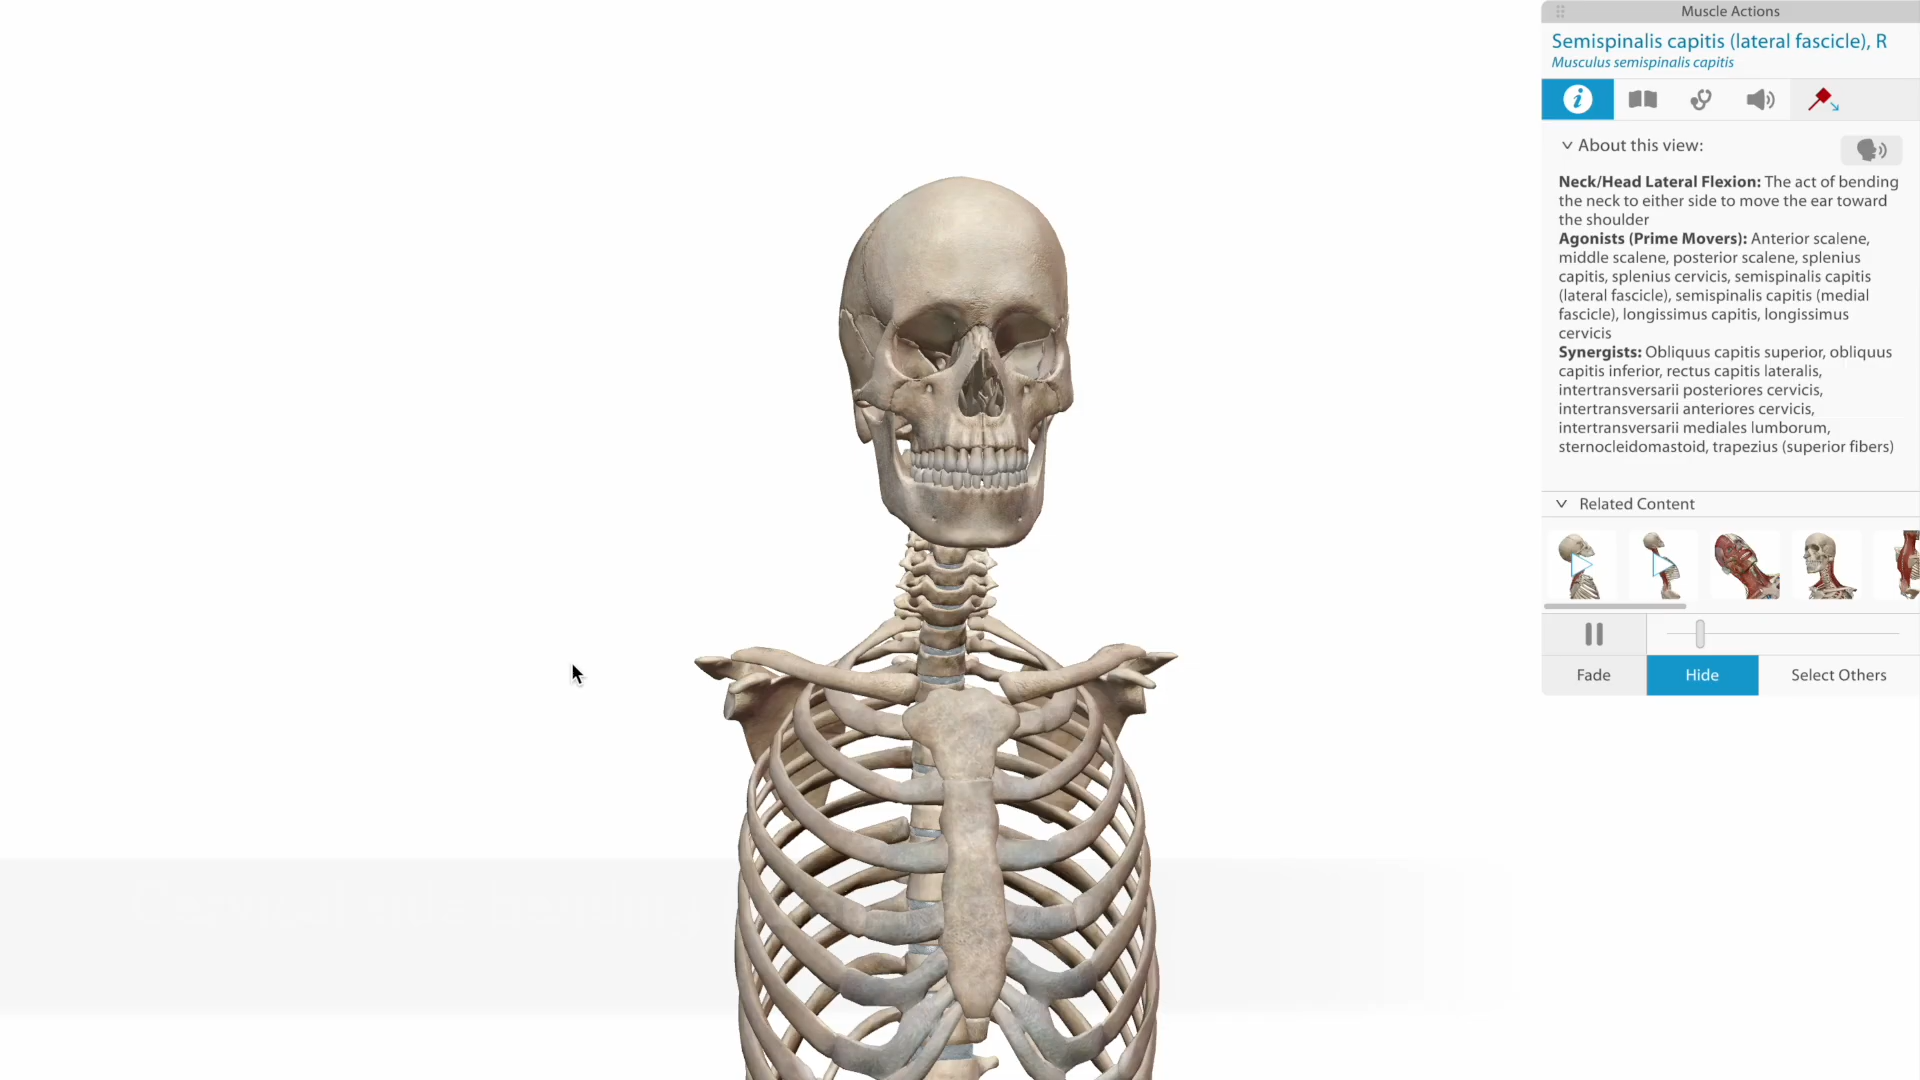 Muscle Actions
Semispinalis capitis (lateral fascicle), R
Musculus semispinalis capitis
About this view:
Neck/Head Lateral Flexion: The act of bending
the neck to either side to move the ear toward
the shoulder
Agonists (Prime Movers): Anterior scalene,
middle scalene, posterior scalene, splenius
capitis, splenius cervicis, semispinalis capitis
(lateral fascicle), semispinalis capitis (medial
fascicle), longissimus capitis, longissimus
cervicis
Synergists: Obliquus capitis superior, obliquus
capitis inferior, rectus capitis lateralis,
intertransversarii posteriores cervicis,
intertransversarii anteriores cervicis,
intertransversarii mediales lumborum,
sternocleidomastoid, trapezius (superior fibers)
Related Content
Fade
Hide
Select Others